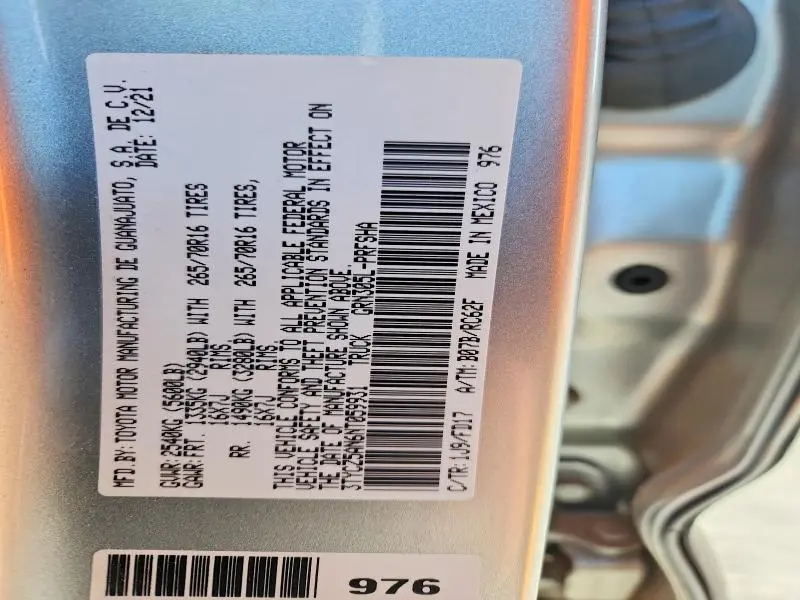 MFD.BY:TOYOTA MOTOR MANUFACTURING DE GUANAJUATO, S.A. DE C.V.
DATE: 12/21
GVWR:2540KG (5600LB)
GAWR:FRT. 1335KG (2940LB) WITH 265/70R16 TIRES
16X7J RIMS
RR. 1490KG (3280LB) WITH 265/70R16 TIRES,
16X7J RIMS.
THIS VEHICLE CONFORMS TO ALL APPLICABLE FEDERAL MOTOR
VEHICLE SAFETY AND THEFT PREVENTION STANDARDS IN EFFECT ON
THE DATE OF MANUFACTURE SHOWN ABOVE.
3TYCZ5AN6NT059931 TRUCK GRN305L-PRFSHA
C/TR:1J9/FD17 A/TM:B07B/RC62F MADE IN MEXICO 976
976